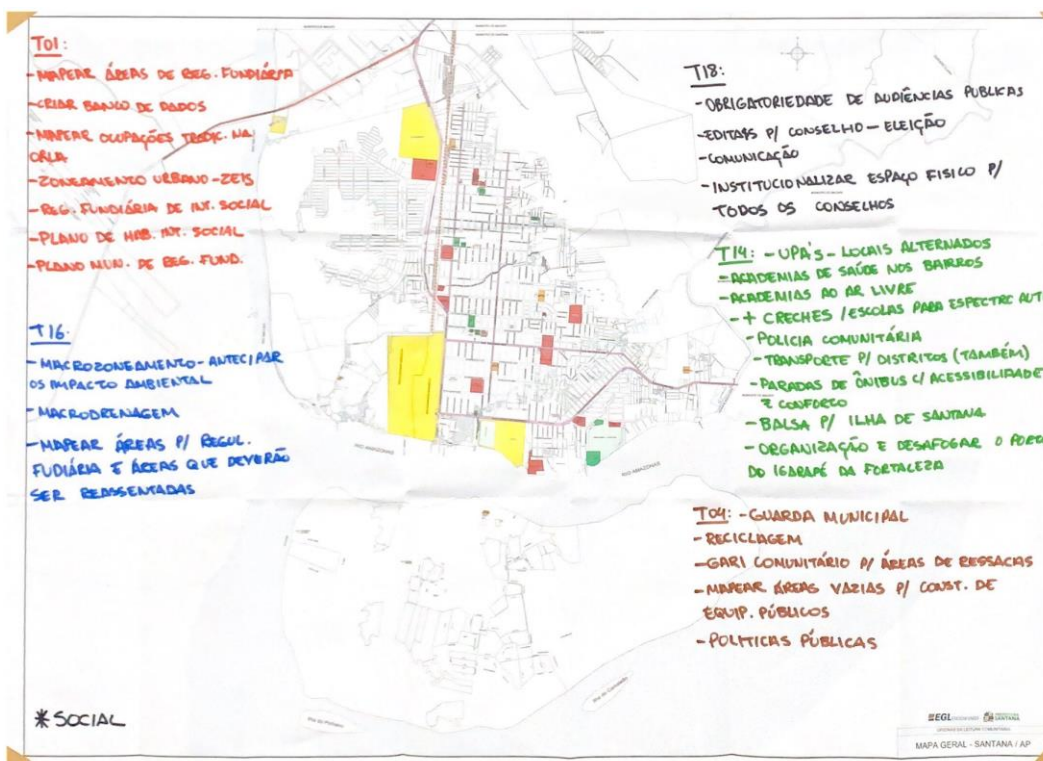 T01:
- MAPEAR ÁREAS DE REG. FUNDIÁRIA
- CRIAR BANCO DE DADOS
- MAPEAR OCUPAÇÕES TRADIC. NA
ORLA
- ZONEAMENTO URBANO - ZEIS
- REG. FUNDIÁRIA DE INT. SOCIAL
- PLANO DE HAB. INT. SOCIAL
- PLANO MUN. DE REG. FUND.
T16:
- MACROZONEAMENTO - ANTECIPAR
OS IMPACTO AMBIENTAL
- MACRODRENAGEM
- MAPEAR ÁREAS P/ REGUL.
FUDIÁRIA E ÁREAS QUE DEVERÃO
SER REASSENTADAS
* SOCIAL
T18:
- OBRIGATORIEDADE DE AUDIÊNCIAS PUBLICAS
- EDITAIS P/ CONSELHO - ELEIÇÃO
- COMUNICAÇÃO
- INSTITUCIONALIZAR ESPAÇO FISICO P/
TODOS OS CONSELHOS
T14: - UPA'S - LOCAIS ALTERNADOS
- ACADEMIAS DE SAÚDE NOS BAIRROS
- ACADEMIAS AO AR LIVRE
- + CRECHES / ESCOLAS PARA ESPECTRO AUT
- POLICIA COMUNITÁRIA
- TRANSPORTE P/ DISTRITOS (TAMBÉM)
- PARADAS DE ÔNIBUS C/ ACESSIBILIDADE
E CONFORTO
- BALSA P/ ILHA DE SANTANA
- ORGANIZAÇÃO E DESAFOGAR O PORTO
DO IGARAPÉ DA FORTALEZA
T04: - GUARDA MUNICIPAL
- RECICLAGEM
- GARI COMUNITÁRIO P/ ÁREAS DE RESSACAS
- MAPEAR ÁREAS VAZIAS P/ CONST. DE
EQUIP. PÚBLICOS
- POLITICAS PÚBLICAS
RIO AMAZONAS
RIO AMAZONAS
EGL
SANTANA
MAPA GERAL - SANTANA / AP